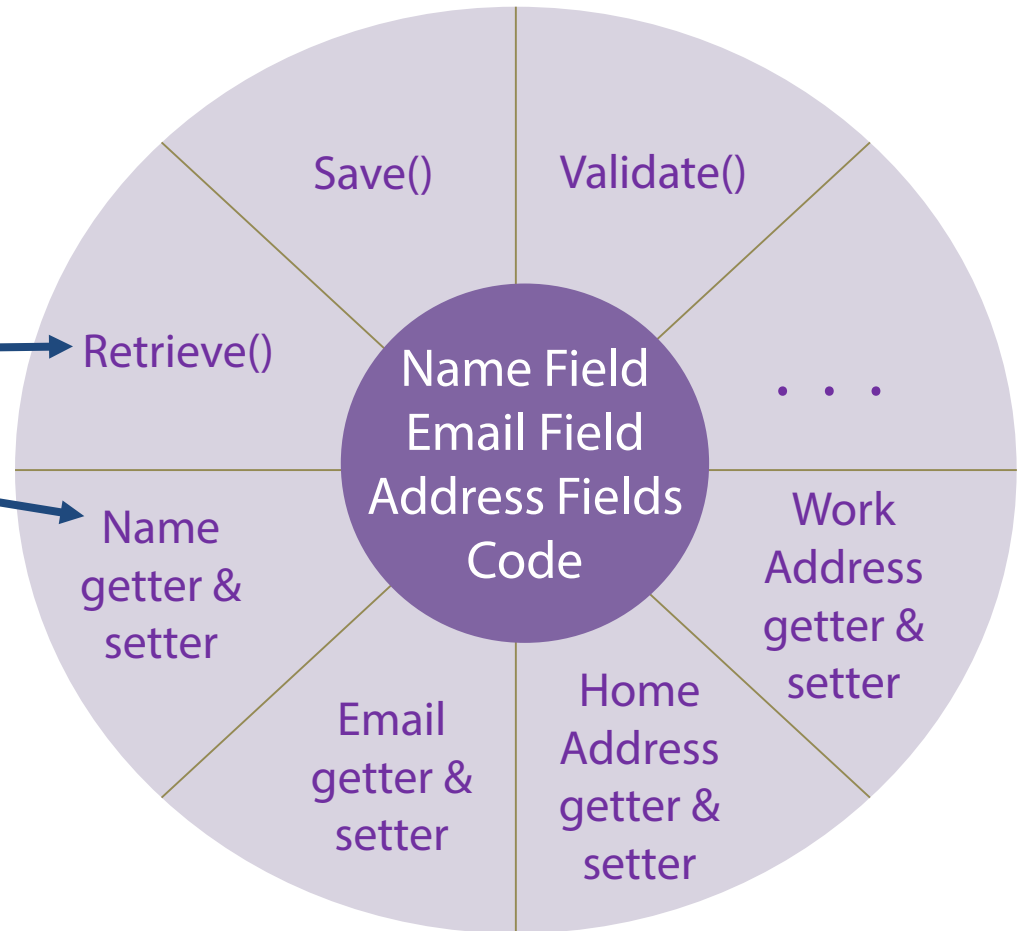 Save()
Validate()
Retrieve()
. . .
Name Field
Email Field
Address Fields
Code
Name
getter &
setter
Email
getter &
setter
Home
Address
getter &
setter
Work
Address
getter &
setter